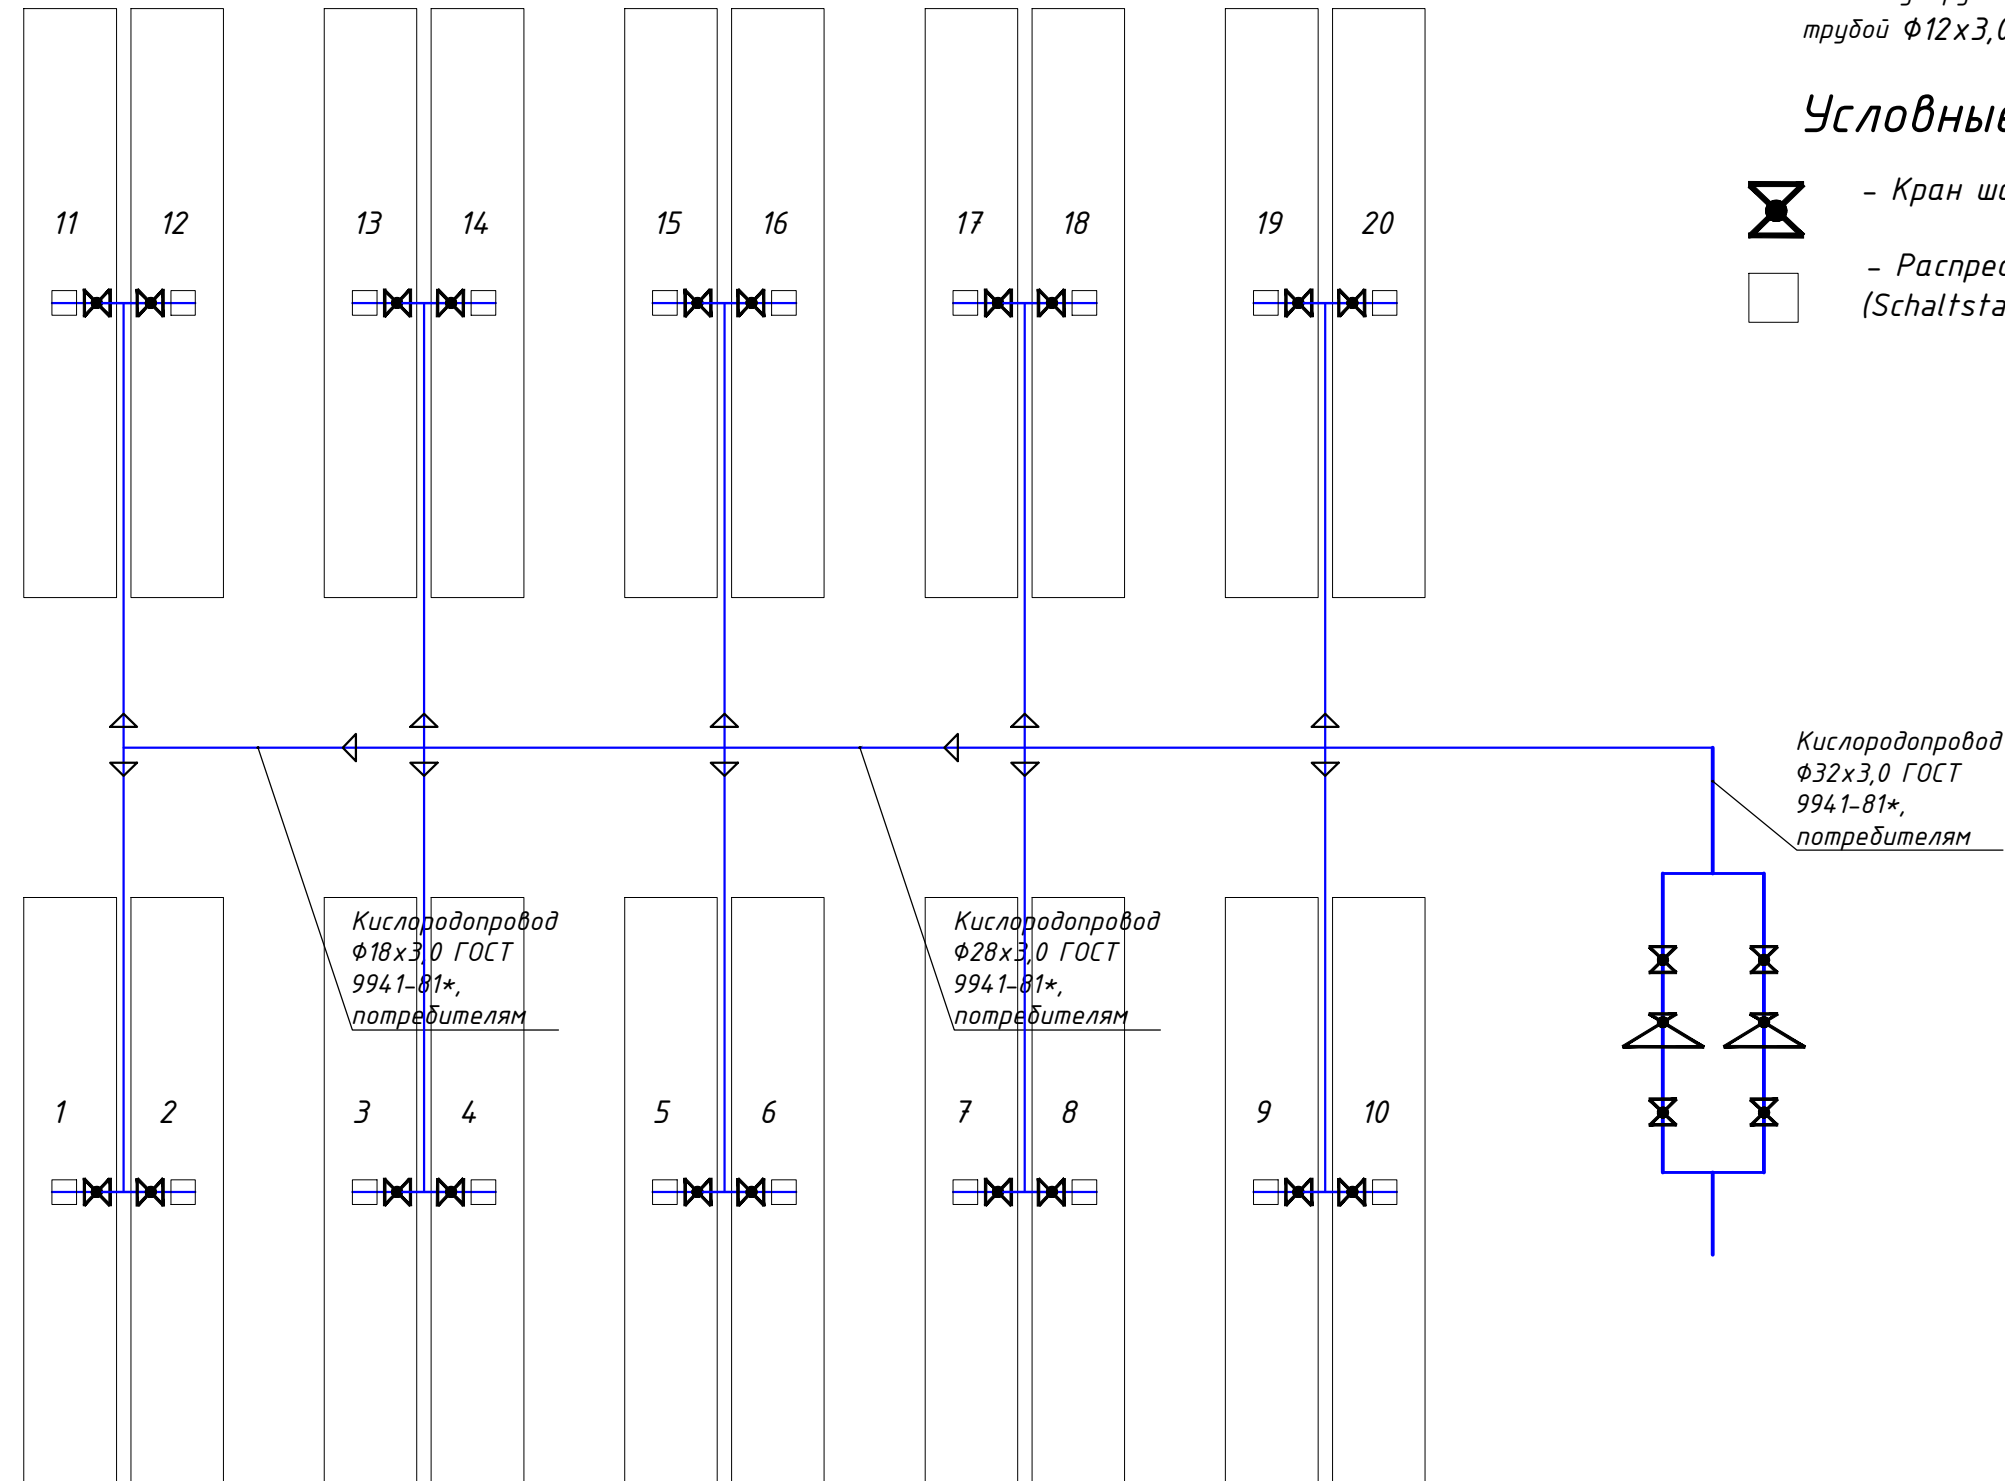 трубой Ф12х3,0
Условные
- Кран
- Распред
(Schaltsta
11 12 13 14 15 16 17 18 19 20
Кислородопровод
Ф32х3,0 ГОСТ
9941-81*,
потребителям
Кислородопровод
Ф18х3,0 ГОСТ
9941-81*,
потребителям
Кислородопровод
Ф28х3,0 ГОСТ
9941-81*,
потребителям
1 2 3 4 5 6 7 8 9 10